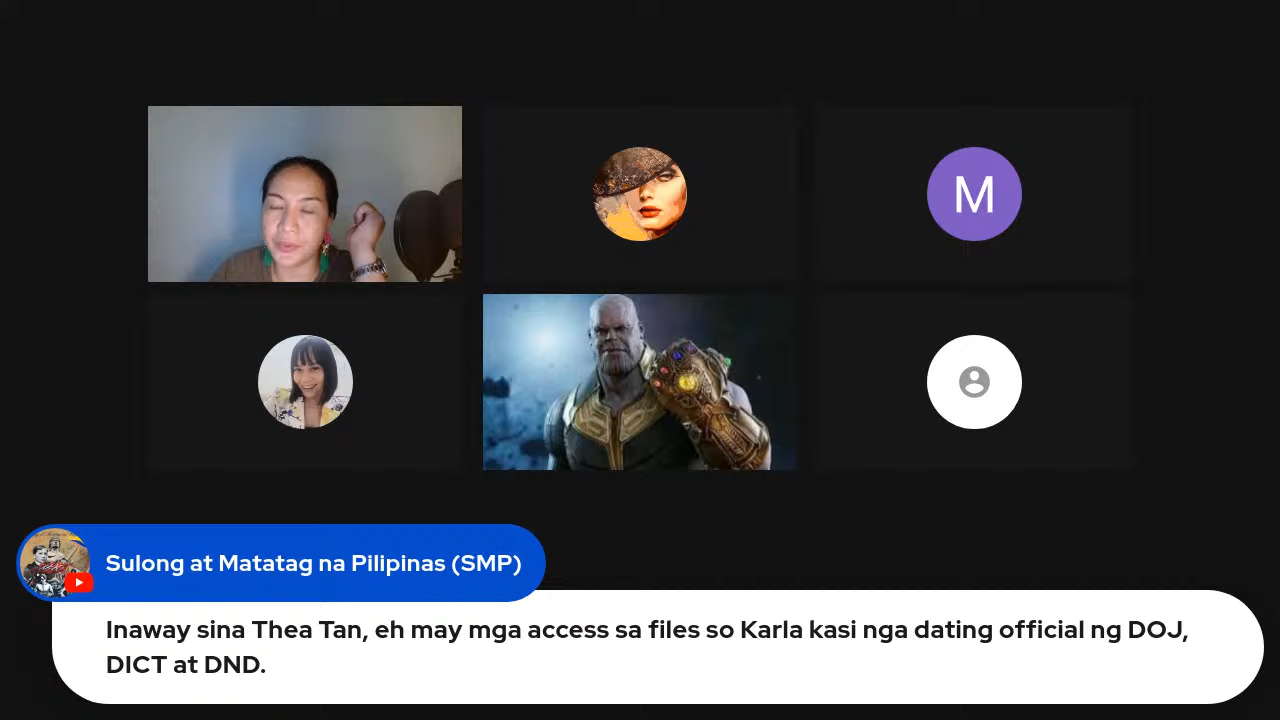 M
Sulong at Matatag na Pilipinas (SMP)
Inaway sina Thea Tan, eh may mga access sa files so Karla kasi nga dating official ng DOJ,
DICT at DND.